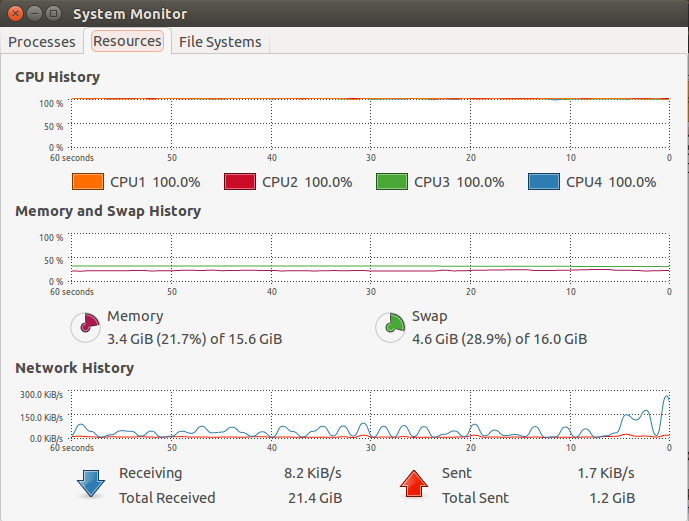 System Monitor
Processes Resources File Systems
CPU History
100 %
50 %
0 %
60 seconds 50 40 30 20 10 0
CPU1 100.0% CPU2 100.0% CPU3 100.0% CPU4 100.0%
Memory and Swap History
100 %
50 %
0 %
60 seconds 50 40 30 20 10 0
Memory Swap
3.4 GiB (21.7%) of 15.6 GiB 4.6 GiB (28.9%) of 16.0 GiB
Network History
300.0 KiB/s
150.0 KiB/s
0.0 KiB/s
60 seconds 50 40 30 20 10 0
Receiving 8.2 KiB/s Sent 1.7 KiB/s
Total Received 21.4 GiB Total Sent 1.2 GiB